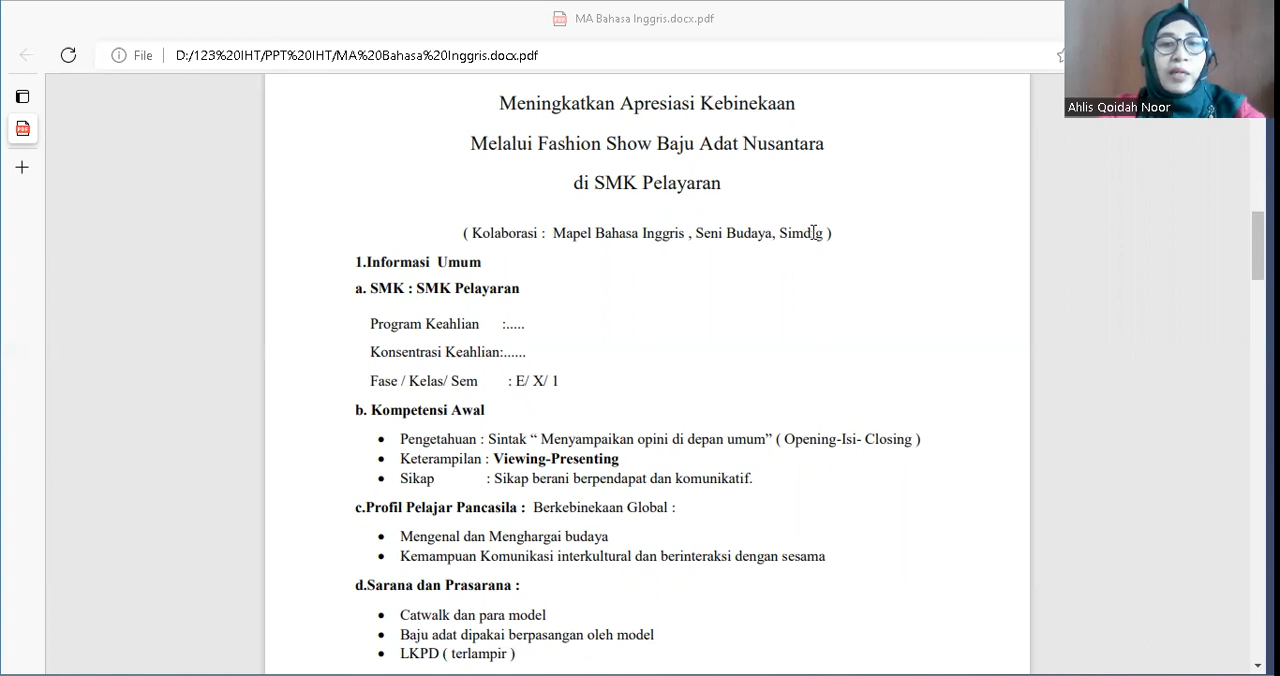 MA Bahasa Inggris.docx.pdf
File
D:/123%20IHT/PPT%20IHT/MA%20Bahasa%20Inggris.docx.pdf
Ahlis Qoidah Noor
PDF
Meningkatkan Apresiasi Kebinekaan
Melalui Fashion Show Baju Adat Nusantara
di SMK Pelayaran
( Kolaborasi : Mapel Bahasa Inggris , Seni Budaya, Simdig )
1.Informasi Umum
a. SMK : SMK Pelayaran
Program Keahlian :.....
Konsentrasi Keahlian:......
Fase / Kelas/ Sem : E/ X/ 1
b. Kompetensi Awal
• Pengetahuan : Sintak “ Menyampaikan opini di depan umum” ( Opening-Isi- Closing )
• Keterampilan : Viewing-Presenting
• Sikap : Sikap berani berpendapat dan komunikatif.
c.Profil Pelajar Pancasila : Berkebinekaan Global :
• Mengenal dan Menghargai budaya
• Kemampuan Komunikasi interkultural dan berinteraksi dengan sesama
d.Sarana dan Prasarana :
• Catwalk dan para model
• Baju adat dipakai berpasangan oleh model
• LKPD ( terlampir )